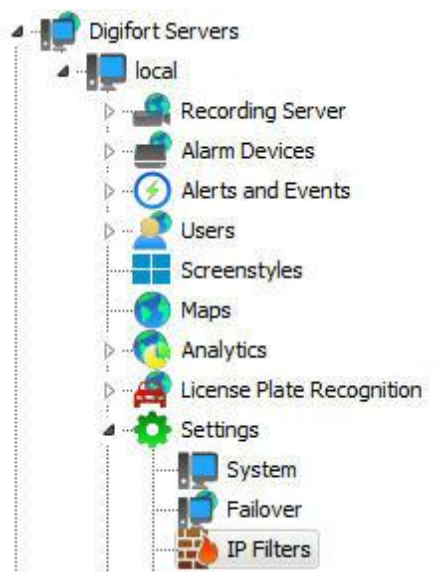 Digifort Servers
local
Recording Server
Alarm Devices
Alerts and Events
Users
Screenstyles
Maps
Analytics
License Plate Recognition
Settings
System
Failover
IP Filters